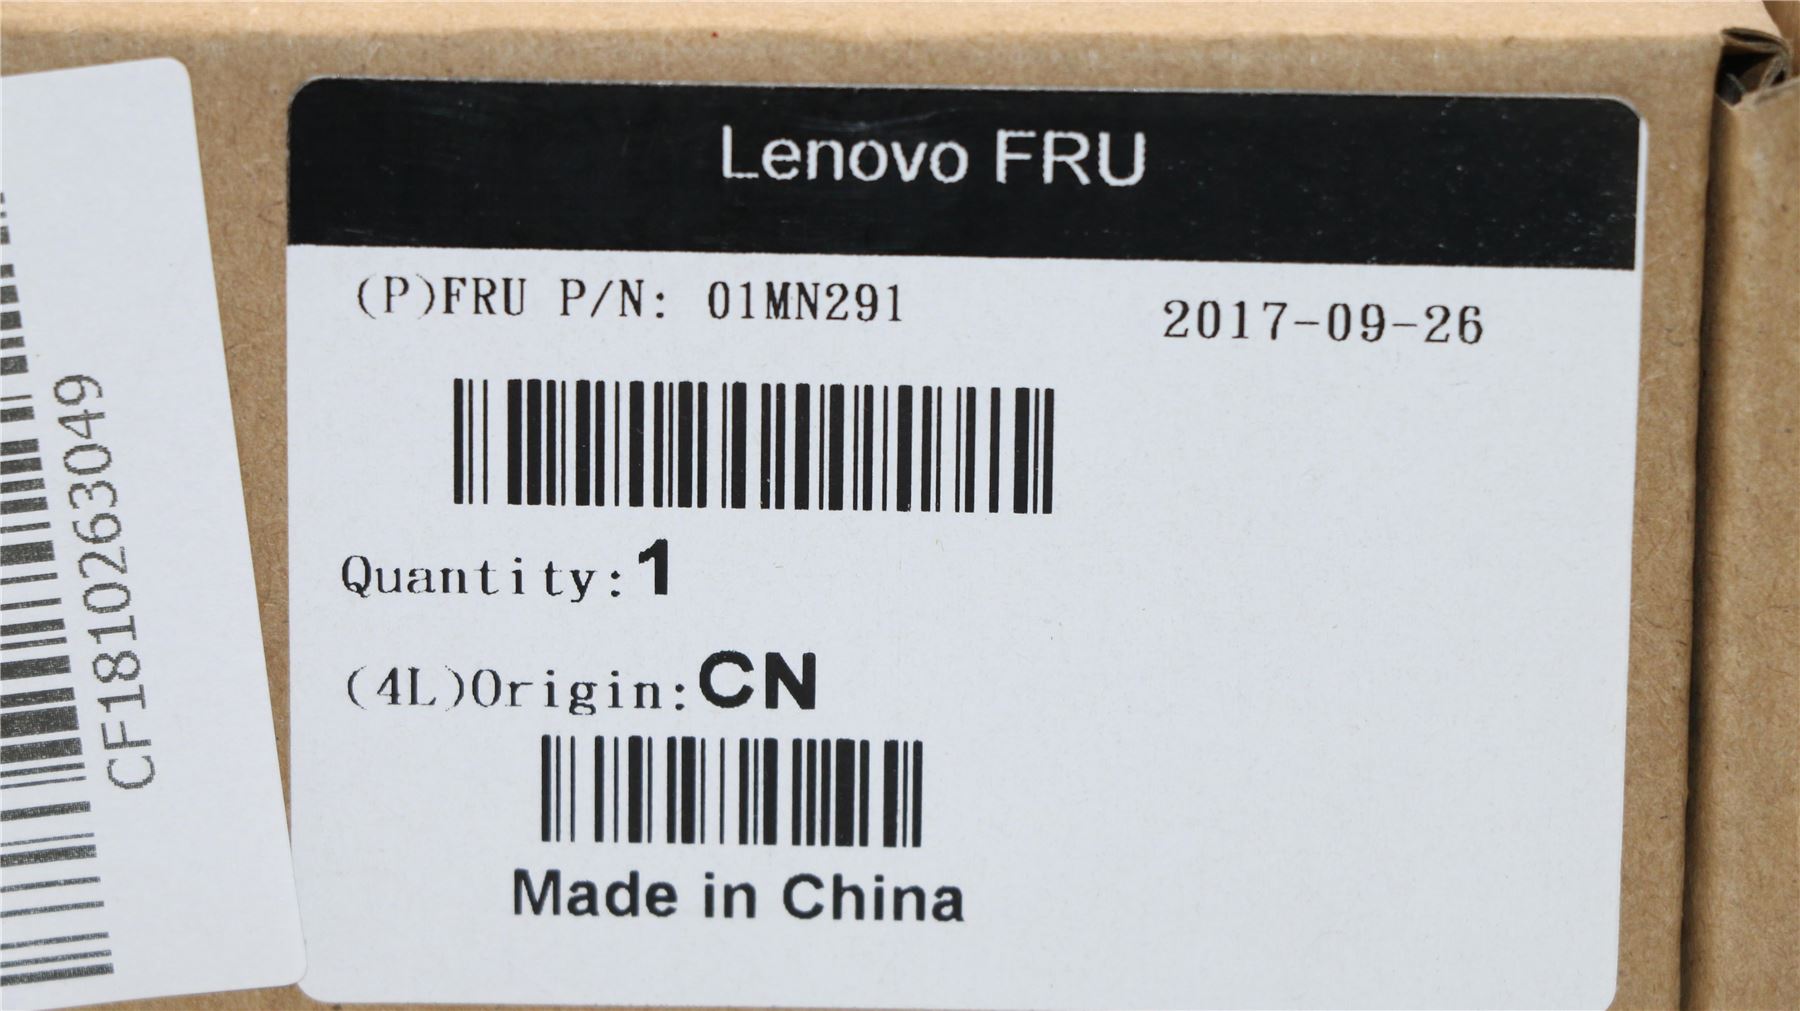 Lenovo FRU
(P)FRU P/N: 01MN291
2017-09-26
Quantity:1
(4L)Origin:CN
Made in China
CF1810263049